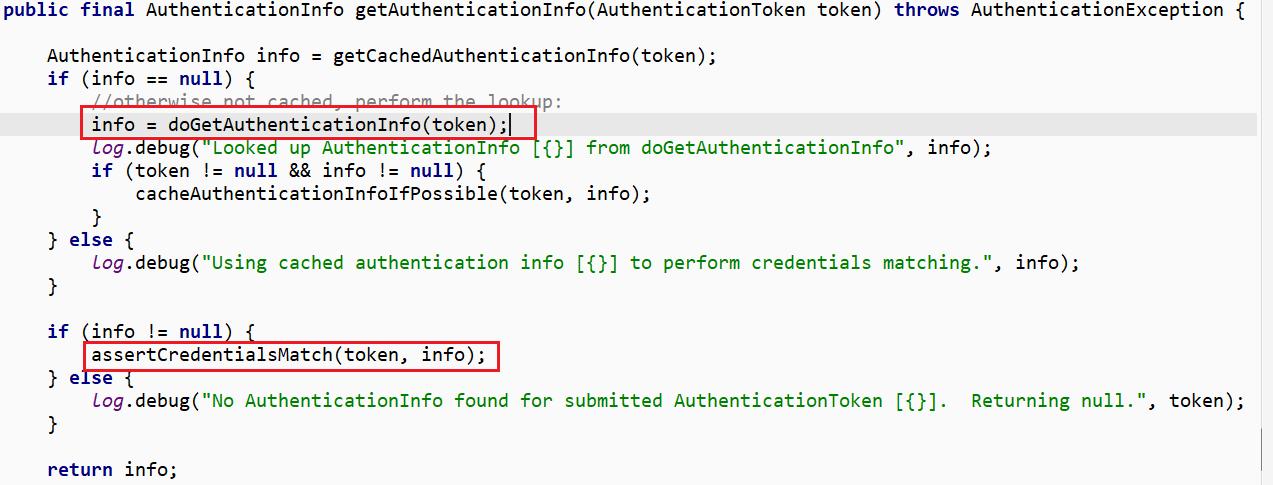 public final AuthenticationInfo getAuthenticationInfo(AuthenticationToken token) throws AuthenticationException {
AuthenticationInfo info = getCachedAuthenticationInfo(token);
if (info == null) {
//otherwise not cached, perform the lookup:
info = doGetAuthenticationInfo(token);
log.debug("Looked up AuthenticationInfo [{}] from doGetAuthenticationInfo", info);
if (token != null && info != null) {
cacheAuthenticationInfoIfPossible(token, info);
}
} else {
log.debug("Using cached authentication info [{}] to perform credentials matching.", info);
}
if (info != null) {
assertCredentialsMatch(token, info);
} else {
log.debug("No AuthenticationInfo found for submitted AuthenticationToken [{}].  Returning null.", token);
}
return info;